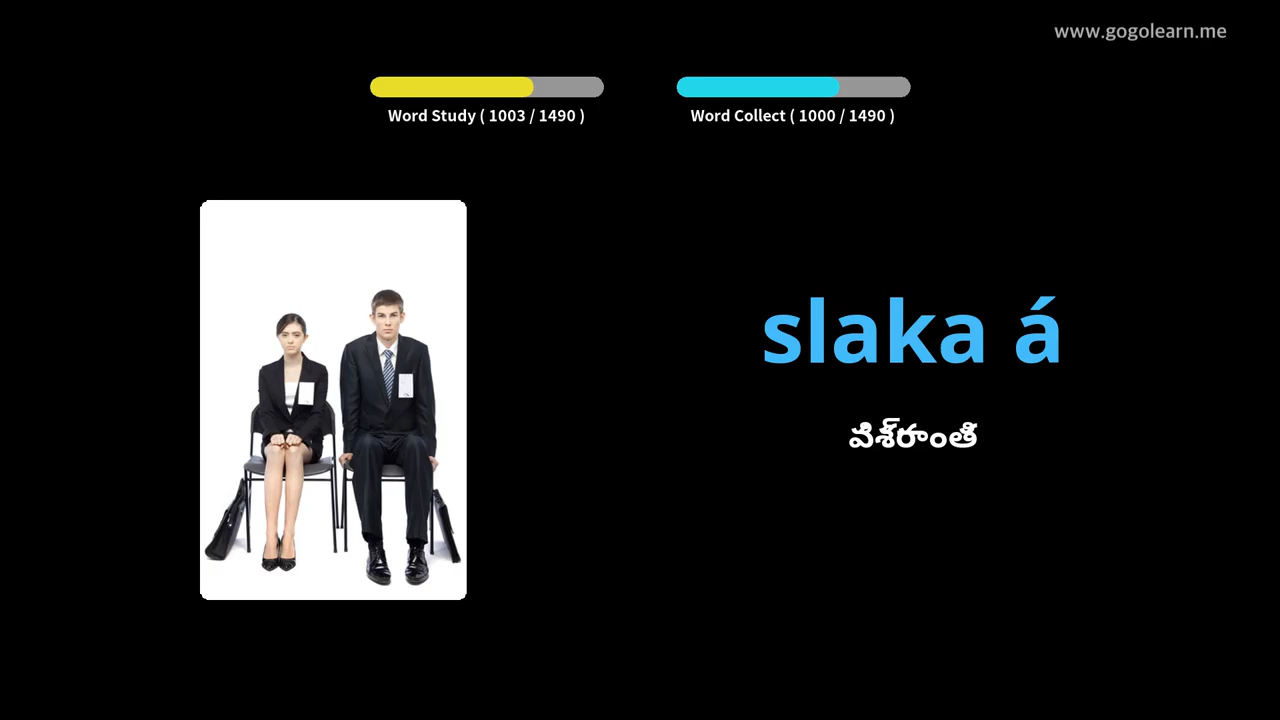 www.gogolearn.me
Word Study ( 1003 / 1490 )
Word Collect ( 1000 / 1490 )
slaka á
విశ్రాంతి